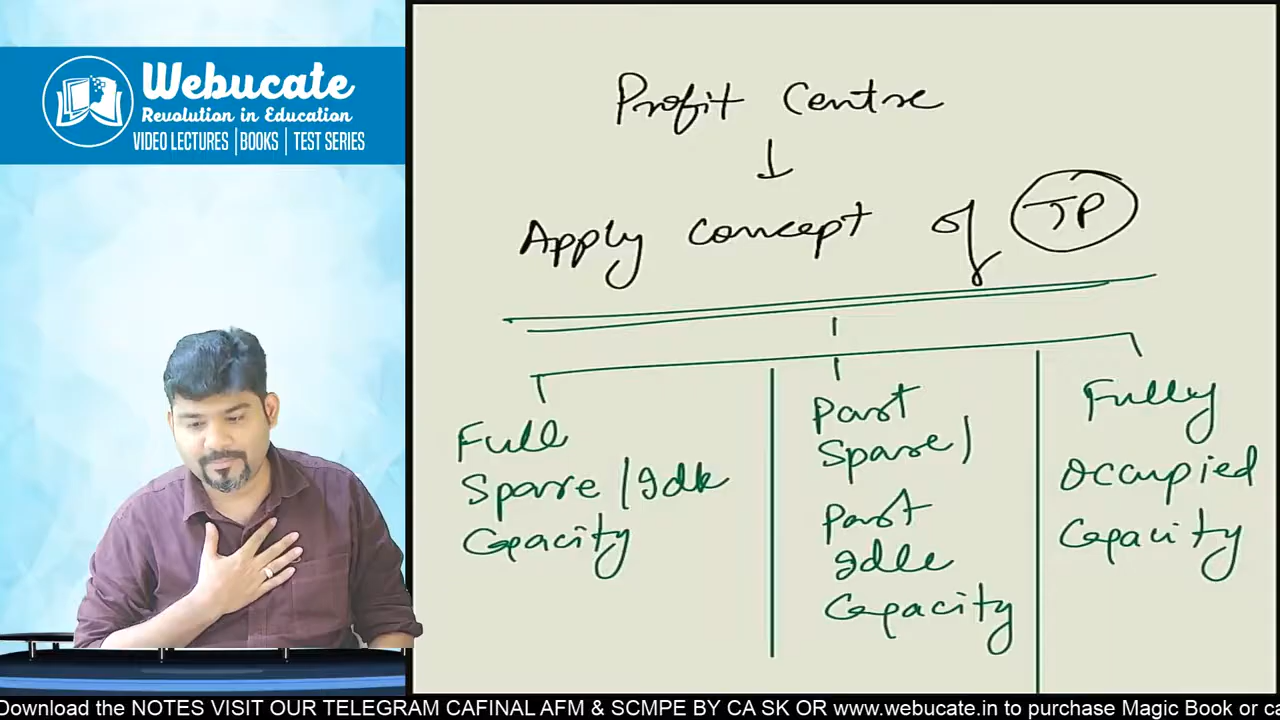 Webucate
Revolution in Education
VIDEO LECTURES | BOOKS | TEST SERIES
Profit Centre
Apply concept of TP
Full
Spare / Idle
Capacity
Part
Spare /
Part
Idle
Capacity
Fully
Occupied
Capacity
Download the NOTES VISIT OUR TELEGRAM CAFINAL AFM & SCMPE BY CA SK OR www.webucate.in to purchase Magic Book or ca